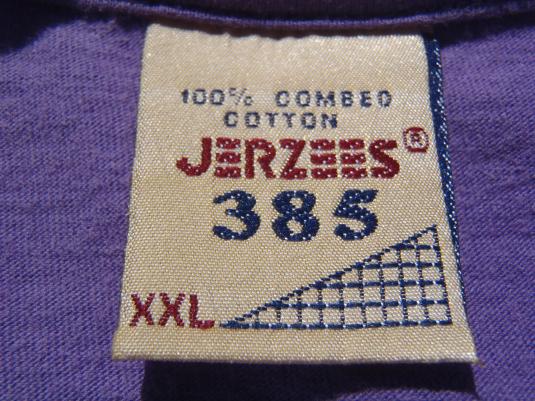 100% COMBED
COTTON
JERZEES®
385
XXL